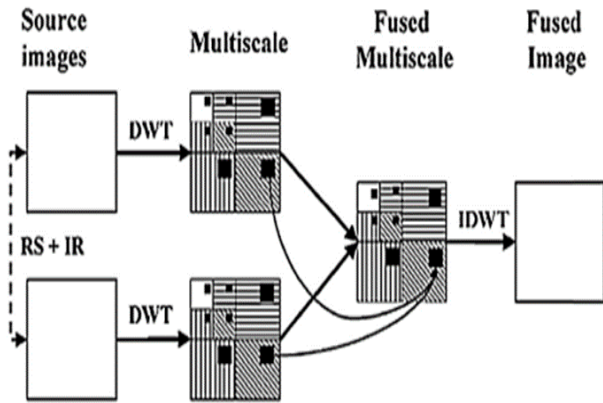 Source
images
Multiscale
Fused
Multiscale
Fused
Image
DWT
RS + IR
DWT
IDWT